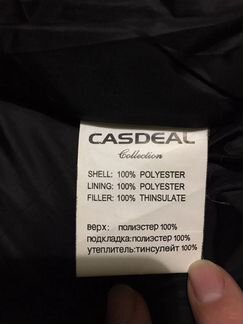 CASDEAL
Collection
SHELL: 100% POLYESTER
LINING: 100% POLYESTER
FILLER: 100% THINSULATE
верх: полиэстер 100%
подкладка:полиэстер 100%
утеплитель:тинсулейт 100%